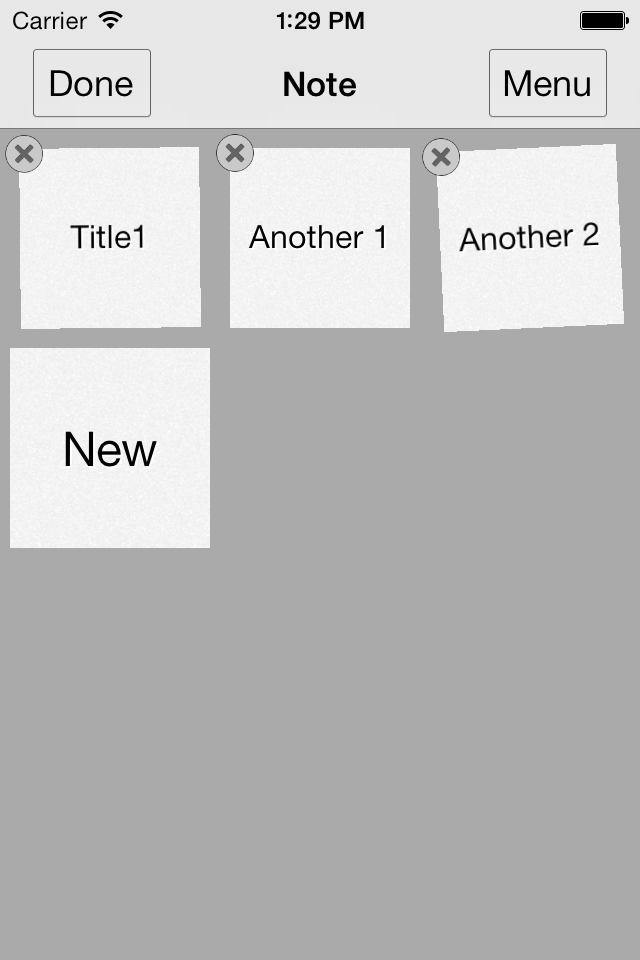 Carrier 1:29 PM
Done Note Menu
Title1 Another 1 Another 2
New